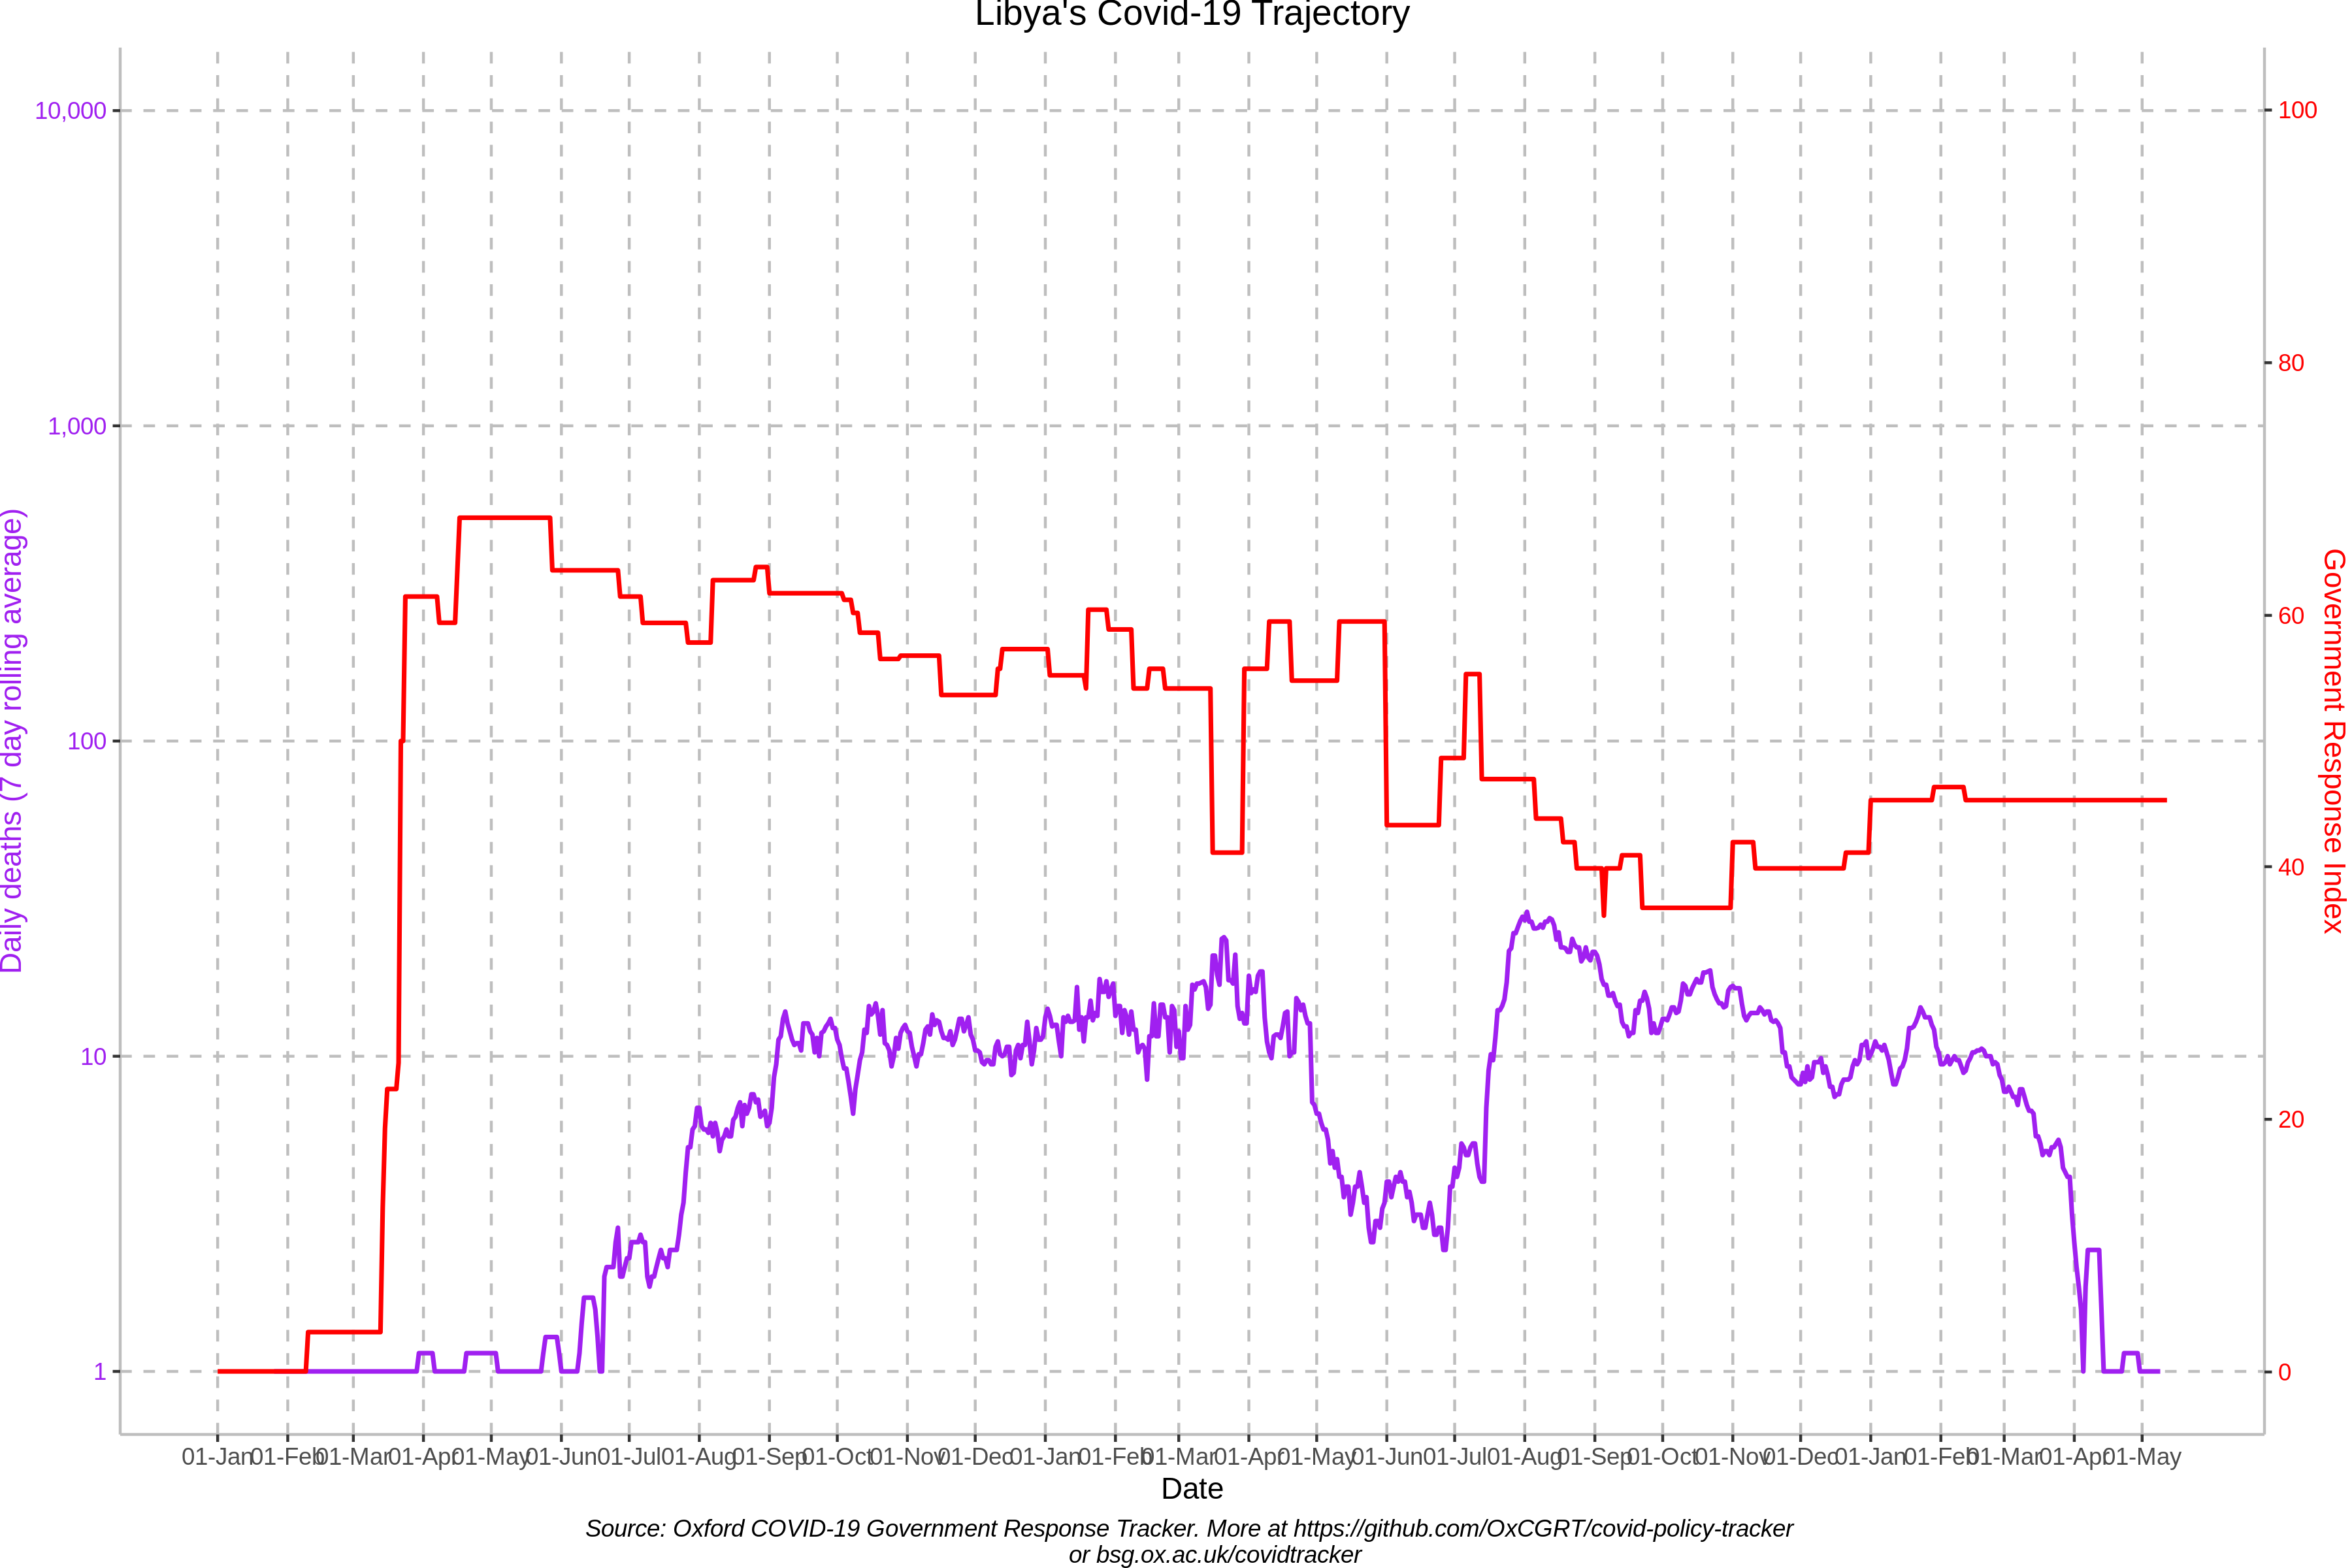 Libya's Covid-19 Trajectory
10,000
1,000
100
10
1
Daily deaths (7 day rolling average)
100
80
60
40
20
0
Government Response Index
01-Jan 01-Feb 01-Mar 01-Apr 01-May 01-Jun 01-Jul 01-Aug 01-Sep 01-Oct 01-Nov 01-Dec 01-Jan 01-Feb 01-Mar 01-Apr 01-May 01-Jun 01-Jul 01-Aug 01-Sep 01-Oct 01-Nov 01-Dec 01-Jan 01-Feb 01-Mar 01-Apr 01-May
Date
Source: Oxford COVID-19 Government Response Tracker. More at https://github.com/OxCGRT/covid-policy-tracker
or bsg.ox.ac.uk/covidtracker